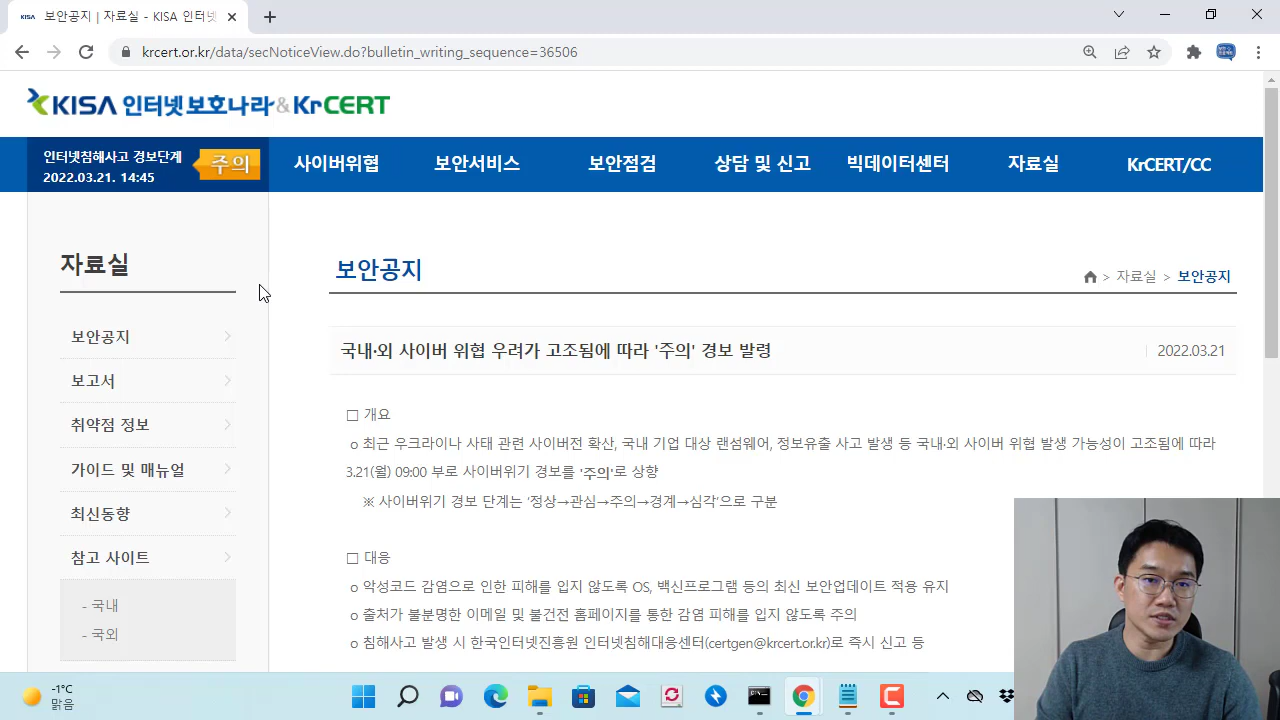 보안공지 | 자료실 - KISA 인터넷
krcert.or.kr/data/secNoticeView.do?bulletin_writing_sequence=36506
KISA 인터넷보호나라&KrCERT
인터넷침해사고 경보단계
2022.03.21. 14:45
주의
사이버위협
보안서비스
보안점검
상담 및 신고
빅데이터센터
자료실
KrCERT/CC
자료실
보안공지
보고서
취약점 정보
가이드 및 매뉴얼
최신동향
참고 사이트
- 국내
- 국외
보안공지
> 자료실 > 보안공지
국내·외 사이버 위협 우려가 고조됨에 따라 '주의' 경보 발령
2022.03.21
□ 개요
o 최근 우크라이나 사태 관련 사이버전 확산, 국내 기업 대상 랜섬웨어, 정보유출 사고 발생 등 국내·외 사이버 위협 발생 가능성이 고조됨에 따라
3.21(월) 09:00 부로 사이버위기 경보를 '주의'로 상향
※ 사이버위기 경보 단계는 '정상→관심→주의→경계→심각'으로 구분
□ 대응
o 악성코드 감염으로 인한 피해를 입지 않도록 OS, 백신프로그램 등의 최신 보안업데이트 적용 유지
o 출처가 불분명한 이메일 및 불건전 홈페이지를 통한 감염 피해를 입지 않도록 주의
o 침해사고 발생 시 한국인터넷진흥원 인터넷침해대응센터(certgen@krcert.or.kr)로 즉시 신고 등
-1°C
맑음